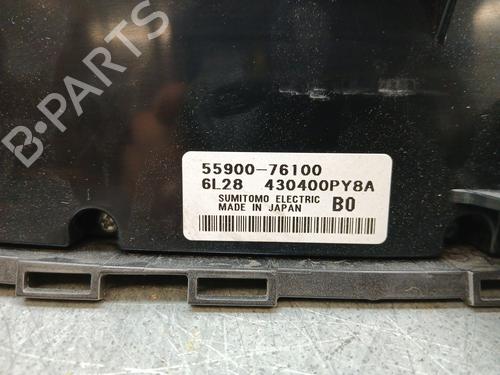 B-PARTS
55900-76100
6L28 430400PY8A
SUMITOMO ELECTRIC
MADE IN JAPAN B0